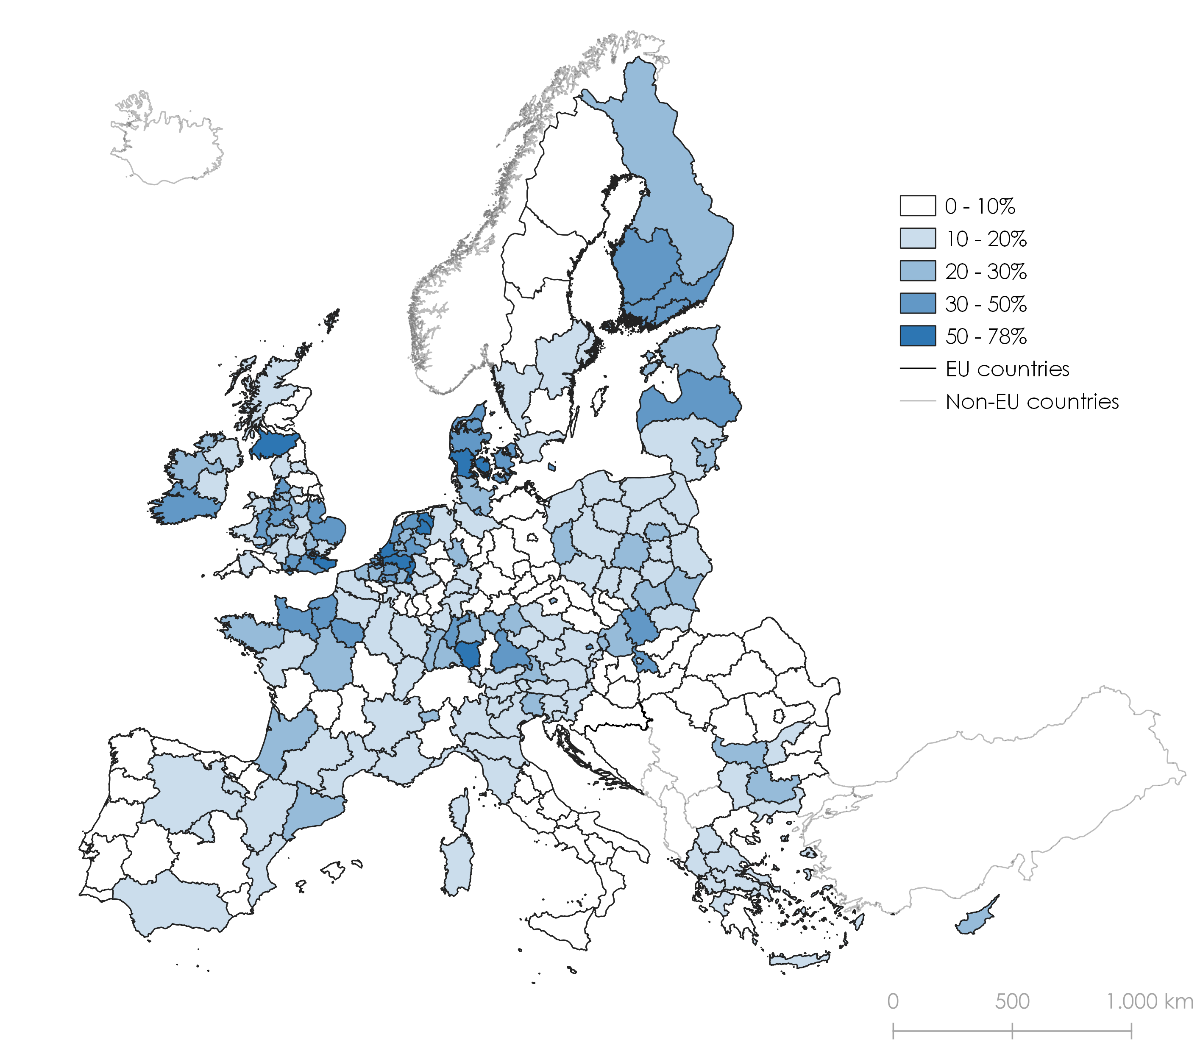 0 - 10%
10 - 20%
20 - 30%
30 - 50%
50 - 78%
EU countries
Non-EU countries
0 500 1.000 km